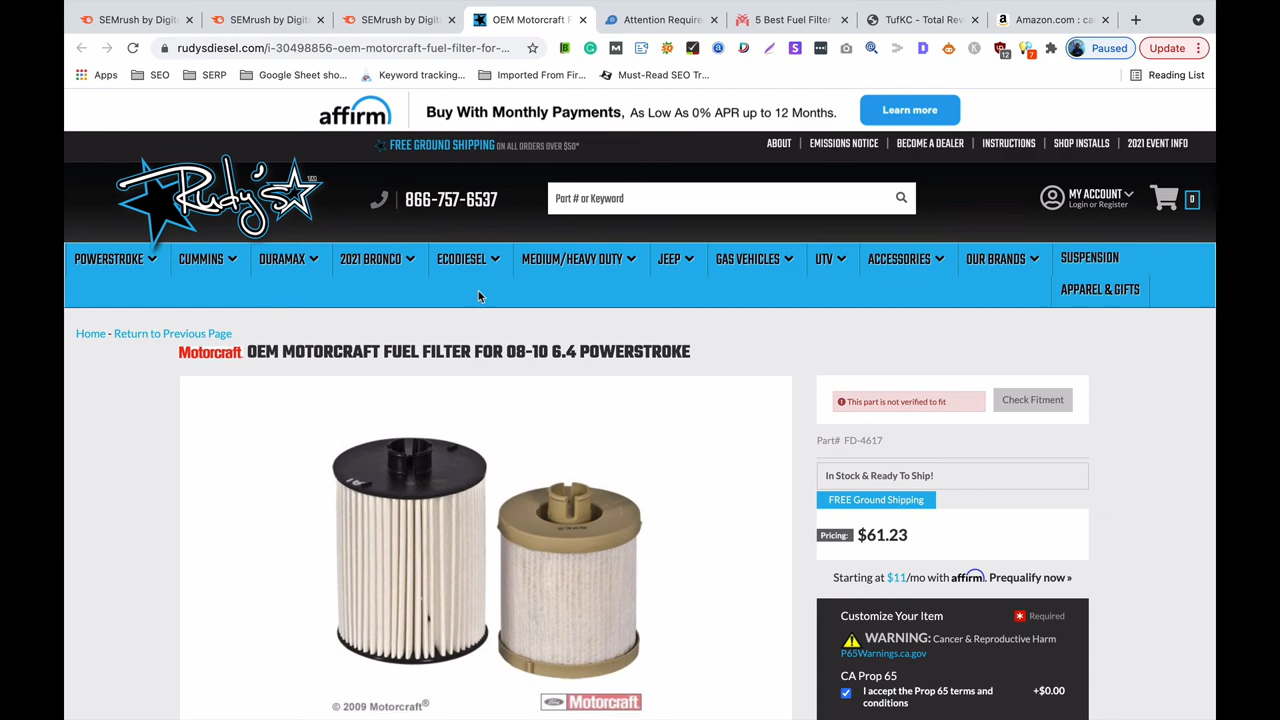 SEMrush by Digita
SEMrush by Digita
SEMrush by Digita
OEM Motorcraft F
Attention Require
5 Best Fuel Filter
TufKC - Total Rev
Amazon.com : ca
rudysdiesel.com/i-30498856-oem-motorcraft-fuel-filter-for-...
12
7
Paused
Update
Apps
SEO
SERP
Google Sheet sho...
Keyword tracking...
Imported From Fir...
Must-Read SEO Tr...
Reading List
affirm
Buy With Monthly Payments, As Low As 0% APR up to 12 Months.
Learn more
FREE GROUND SHIPPING ON ALL ORDERS OVER $50*
ABOUT
EMISSIONS NOTICE
BECOME A DEALER
INSTRUCTIONS
SHOP INSTALLS
2021 EVENT INFO
Rudy's TM
866-757-6537
Part # or Keyword
MY ACCOUNT
Login or Register
0
POWERSTROKE
CUMMINS
DURAMAX
2021 BRONCO
ECODIESEL
MEDIUM/HEAVY DUTY
JEEP
GAS VEHICLES
UTV
ACCESSORIES
OUR BRANDS
SUSPENSION
APPAREL & GIFTS
Home - Return to Previous Page
Motorcraft OEM MOTORCRAFT FUEL FILTER FOR 08-10 6.4 POWERSTROKE
This part is not verified to fit
Check Fitment
Part# FD-4617
In Stock & Ready To Ship!
FREE Ground Shipping
Pricing: $61.23
Starting at $11/mo with affirm. Prequalify now »
Customize Your Item
Required
WARNING: Cancer & Reproductive Harm
P65Warnings.ca.gov
CA Prop 65
I accept the Prop 65 terms and
conditions
+$0.00
© 2009 Motorcraft®
Ford Motorcraft